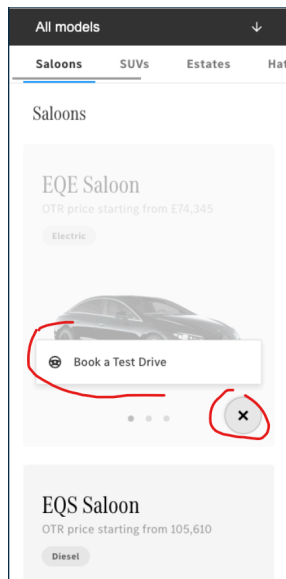 All models
Saloons SUVs Estates Hat
Saloons
EQE Saloon
OTR price starting from £74,345
Electric
Book a Test Drive
EQS Saloon
OTR price starting from 105,610
Diesel